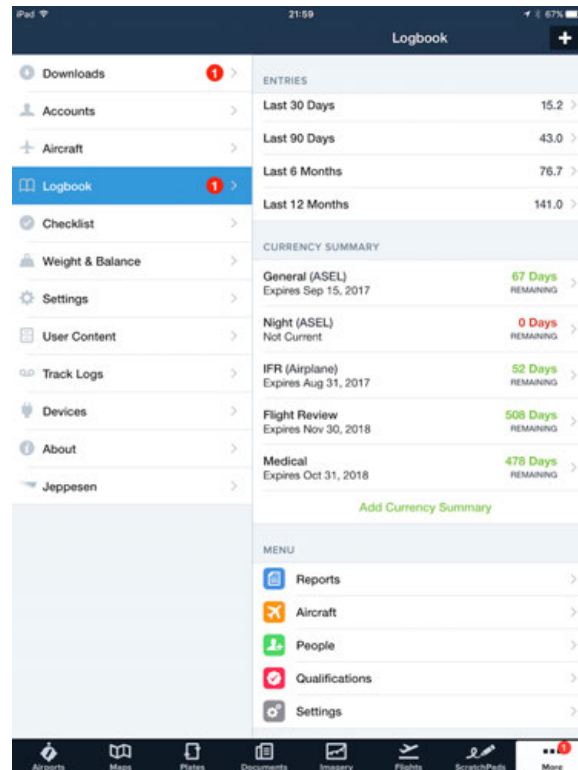 iPad
21:59
67%
Logbook
+
Downloads
1
Accounts
Aircraft
Logbook
1
Checklist
Weight & Balance
Settings
User Content
Track Logs
Devices
About
Jeppesen
ENTRIES
Last 30 Days 15.2
Last 90 Days 43.0
Last 6 Months 76.7
Last 12 Months 141.0
CURRENCY SUMMARY
General (ASEL) 67 Days
Expires Sep 15, 2017 REMAINING
Night (ASEL) 0 Days
Not Current REMAINING
IFR (Airplane) 52 Days
Expires Aug 31, 2017 REMAINING
Flight Review 508 Days
Expires Nov 30, 2018 REMAINING
Medical 478 Days
Expires Oct 31, 2018 REMAINING
Add Currency Summary
MENU
Reports
Aircraft
People
Qualifications
Settings
1
Airports Maps Plates Documents Imagery Flights ScratchPads More